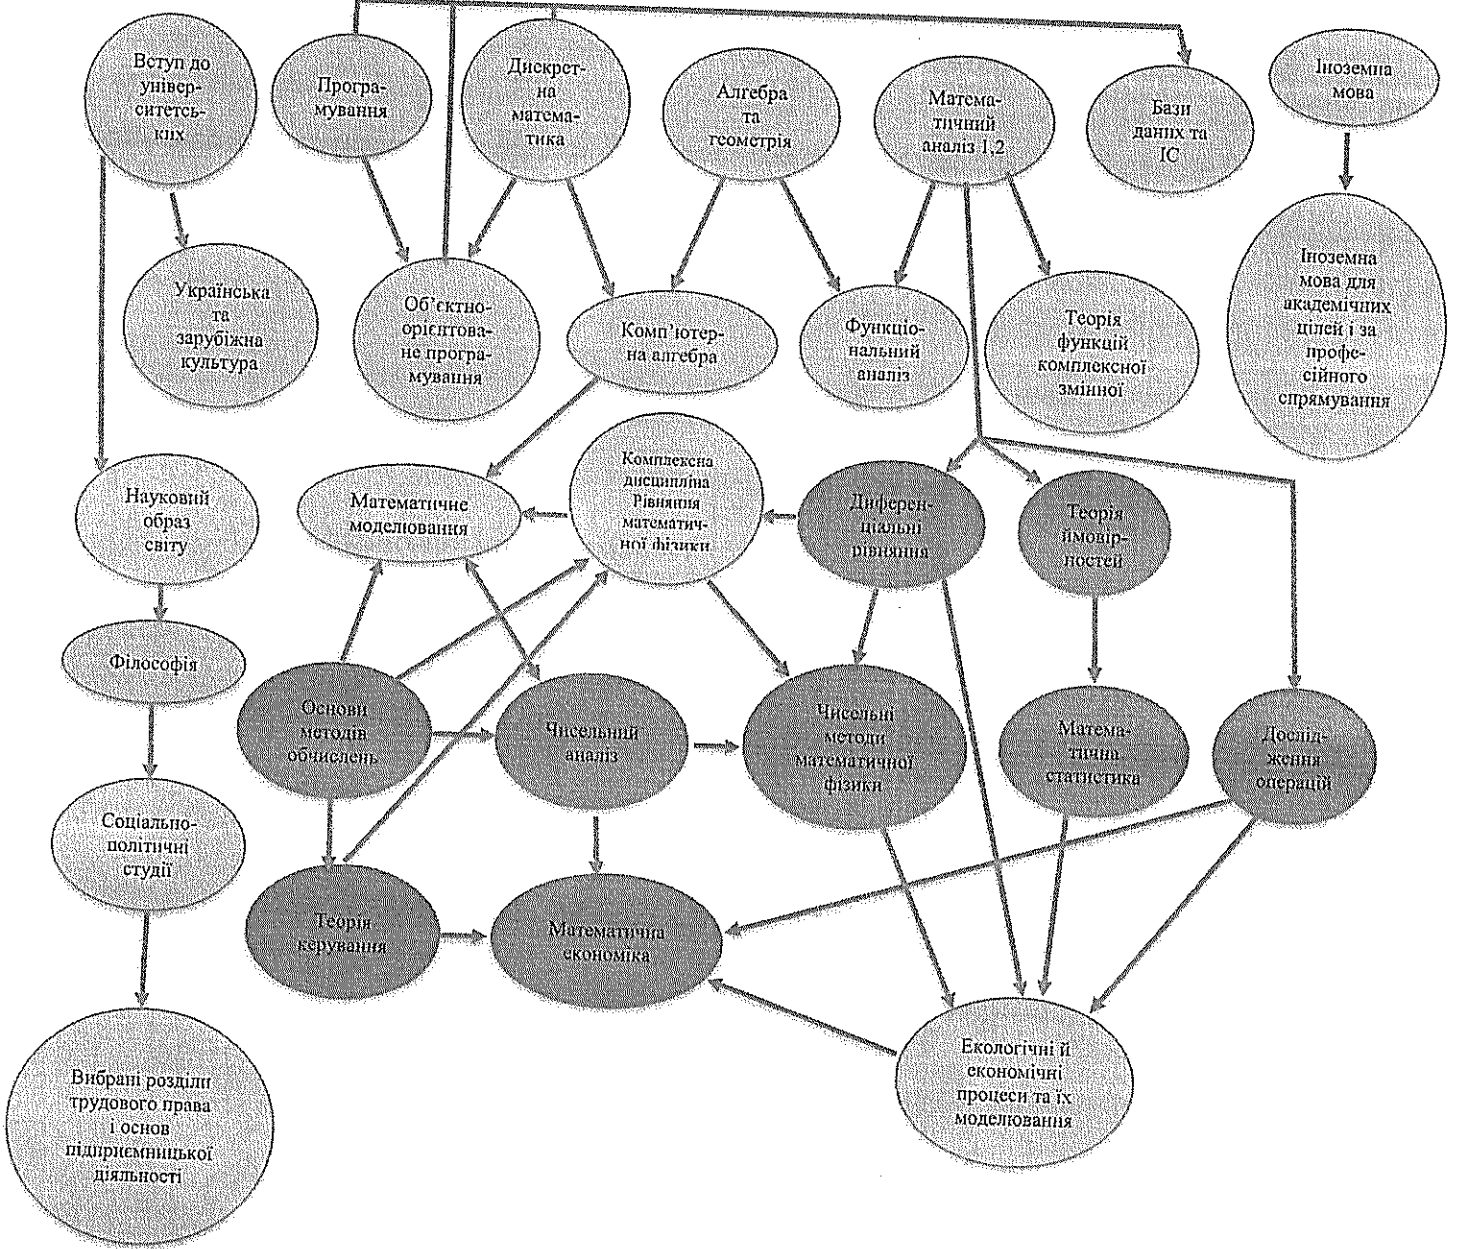 Вступ до
універ-
ситетсь-
ких
Програ-
мування
Дискрет-
на
матема-
тика
Алгебра
та
геометрія
Матема-
тичний
аналіз 1,2
Бази
даних та
ІС
Іноземна
мова
Українська
та
зарубіжна
культура
Об’єктно-
орієнтова-
не програ-
мування
Комп’ютер-
на алгебра
Функціо-
нальний
аналіз
Теорія
функцій
комплексної
змінної
Іноземна
мова для
академічних
цілей і за
профе-
сійного
спрямування
Науковий
образ
світу
Математичне
моделювання
Комплексна
дисципліна
Рівняння
математич-
ної фізики
Диферен-
ціальні
рівняння
Теорія
ймовір-
ностей
Філософія
Основи
методів
обчислень
Чисельний
аналіз
Чисельні
методи
математичної
фізики
Матема-
тична
статистика
Дослід-
ження
операцій
Соціально-
політичні
студії
Теорія
керування
Математична
економіка
Екологічні й
економічні
процеси та їх
моделювання
Вибрані розділи
трудового права
і основ
підприємницької
діяльності